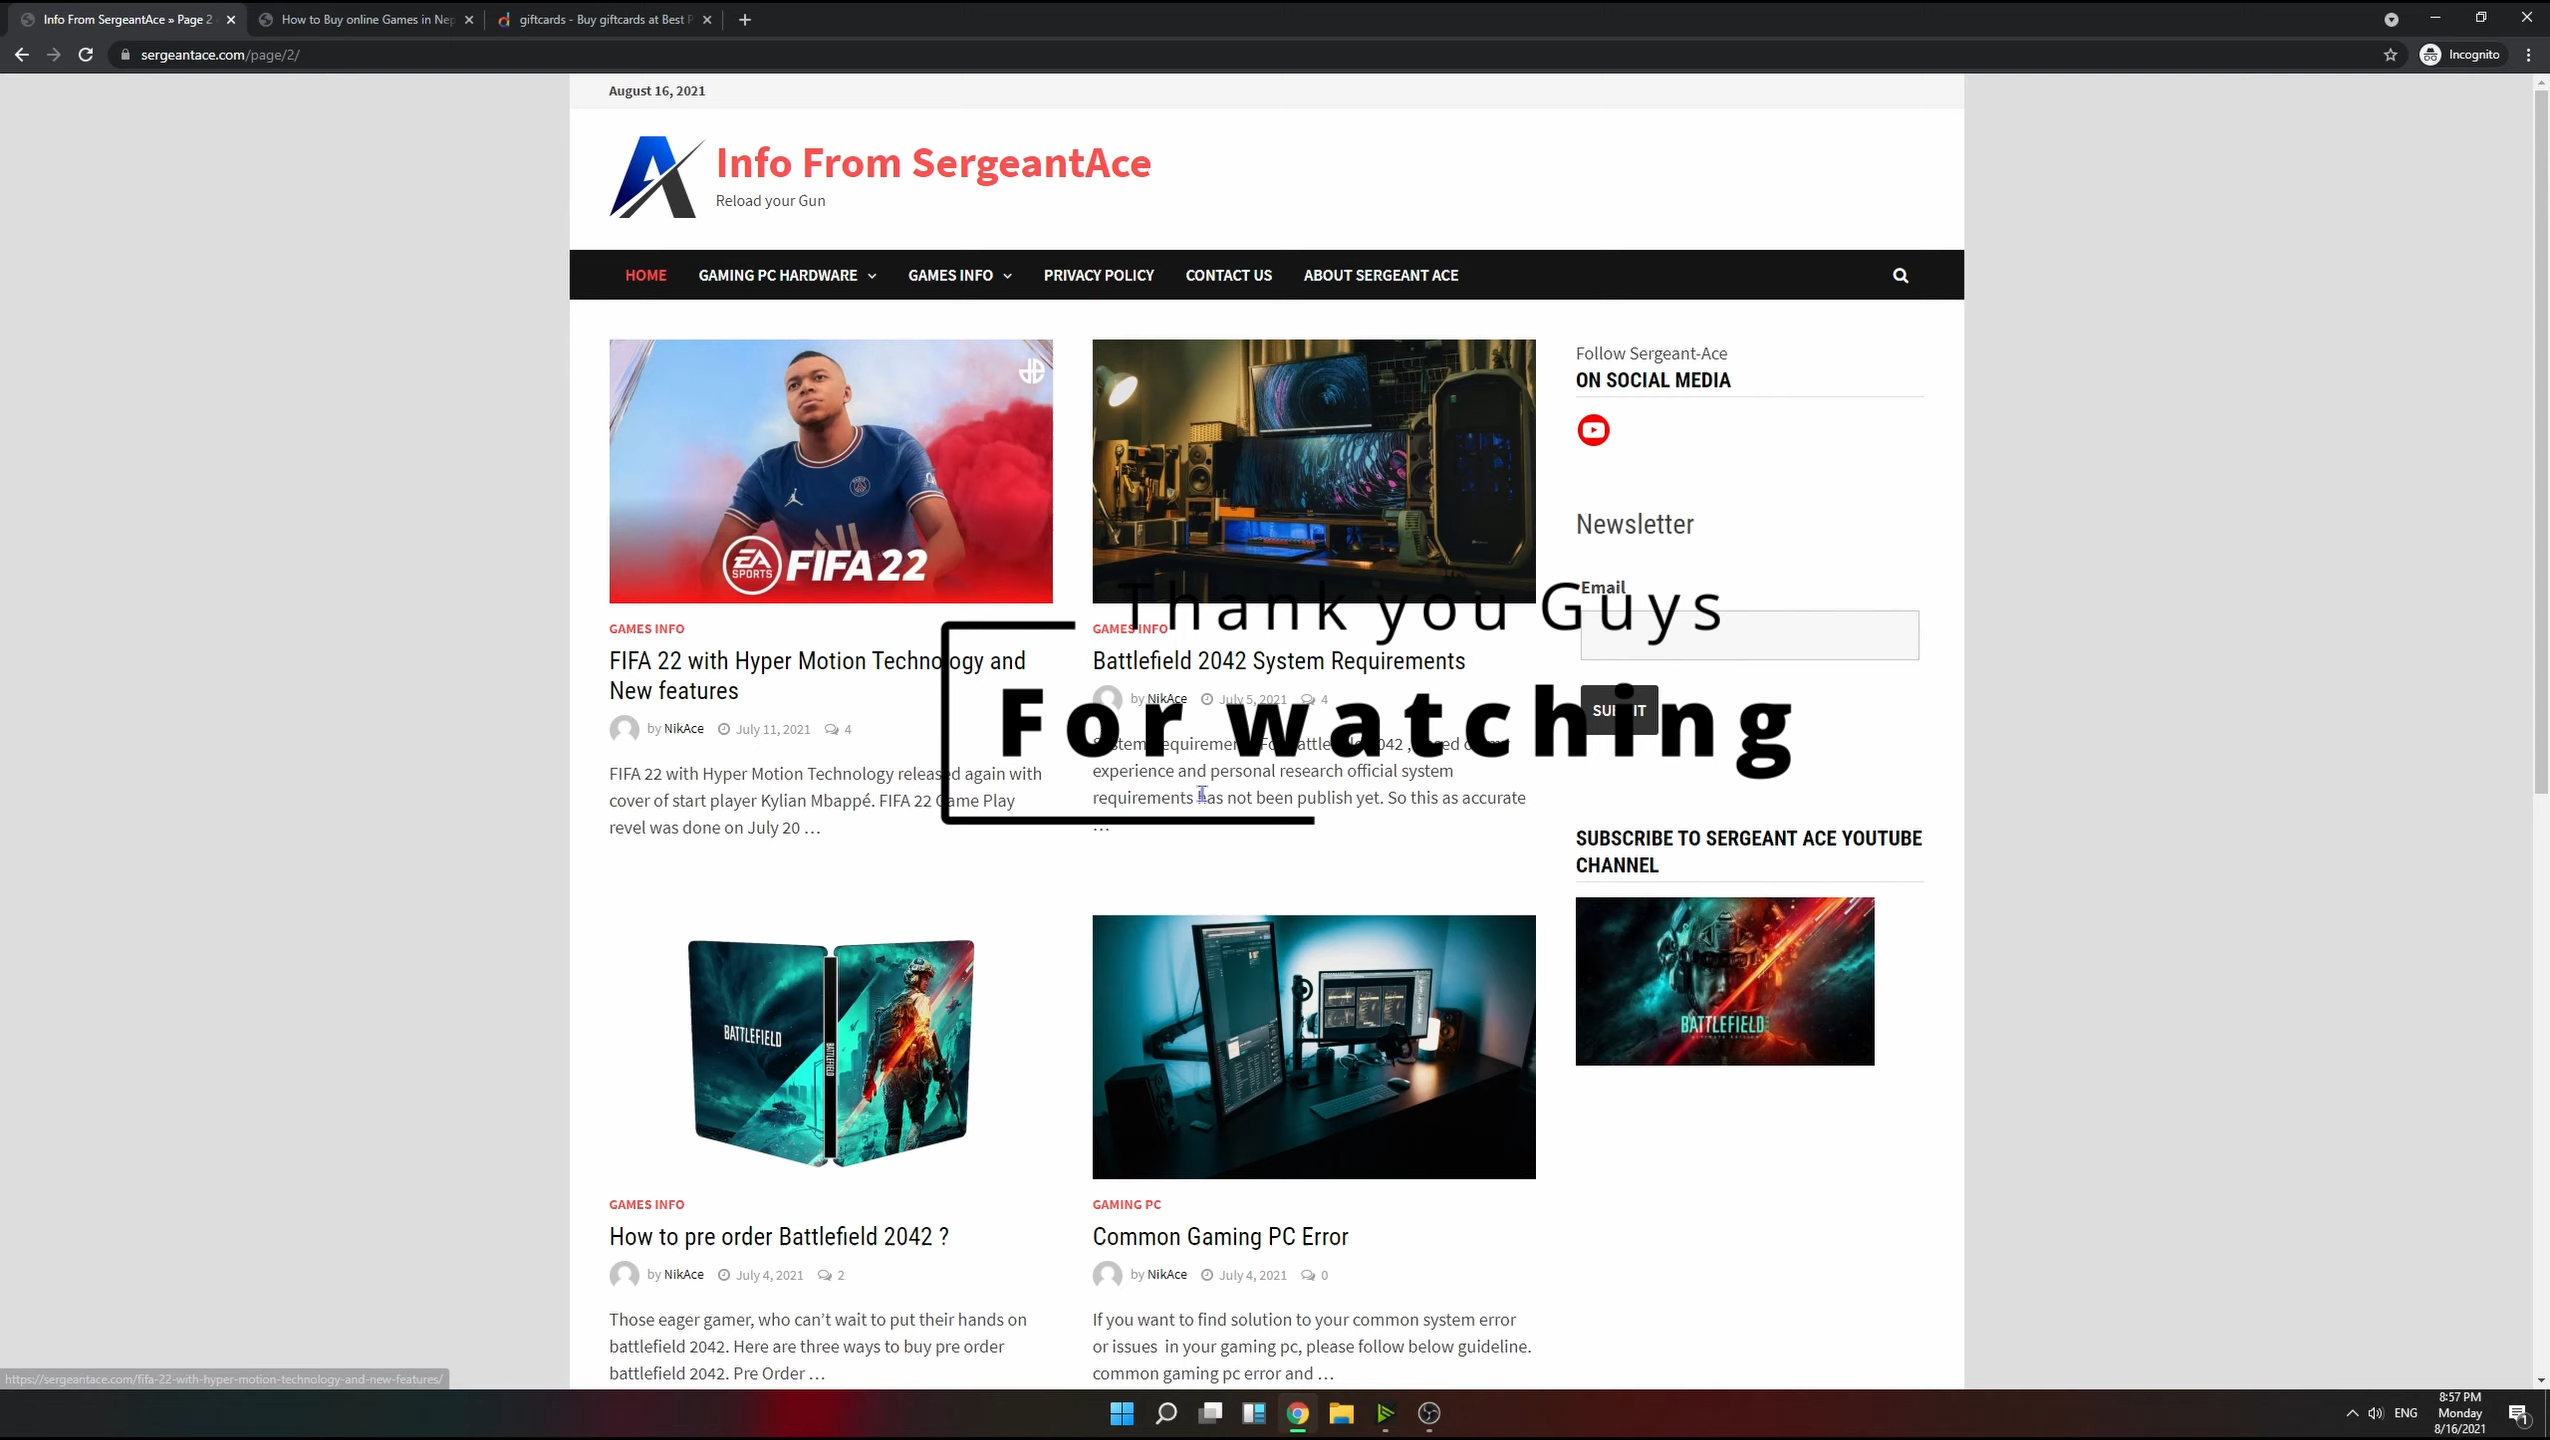 Info From SergeantAce » Page 2
How to Buy online Games in Nep
giftcards - Buy giftcards at Best P
sergeantace.com/page/2/
Incognito
August 16, 2021
Info From SergeantAce
Reload your Gun
HOME
GAMING PC HARDWARE
GAMES INFO
PRIVACY POLICY
CONTACT US
ABOUT SERGEANT ACE
EA SPORTS FIFA 22
GAMES INFO
FIFA 22 with Hyper Motion Technology and
New features
by NikAce July 11, 2021 4
FIFA 22 with Hyper Motion Technology released again with
cover of start player Kylian Mbappé. FIFA 22 Game Play
revel was done on July 20 …
GAMES INFO
Battlefield 2042 System Requirements
by NikAce July 5, 2021 4
experience and personal research official system
requirements has not been publish yet. So this as accurate
…
Thank you Guys
For watching
Follow Sergeant-Ace
ON SOCIAL MEDIA
Newsletter
Email
SUBMIT
SUBSCRIBE TO SERGEANT ACE YOUTUBE
CHANNEL
BATTLEFIELD
BATTLEFIELD
BATTLEFIELD
GAMES INFO
How to pre order Battlefield 2042 ?
by NikAce July 4, 2021 2
Those eager gamer, who can’t wait to put their hands on
battlefield 2042. Here are three ways to buy pre order
battlefield 2042. Pre Order …
GAMING PC
Common Gaming PC Error
by NikAce July 4, 2021 0
If you want to find solution to your common system error
or issues in your gaming pc, please follow below guideline.
common gaming pc error and …
https://sergeantace.com/fifa-22-with-hyper-motion-technology-and-new-features/
ENG
8:57 PM
Monday
8/16/2021
1